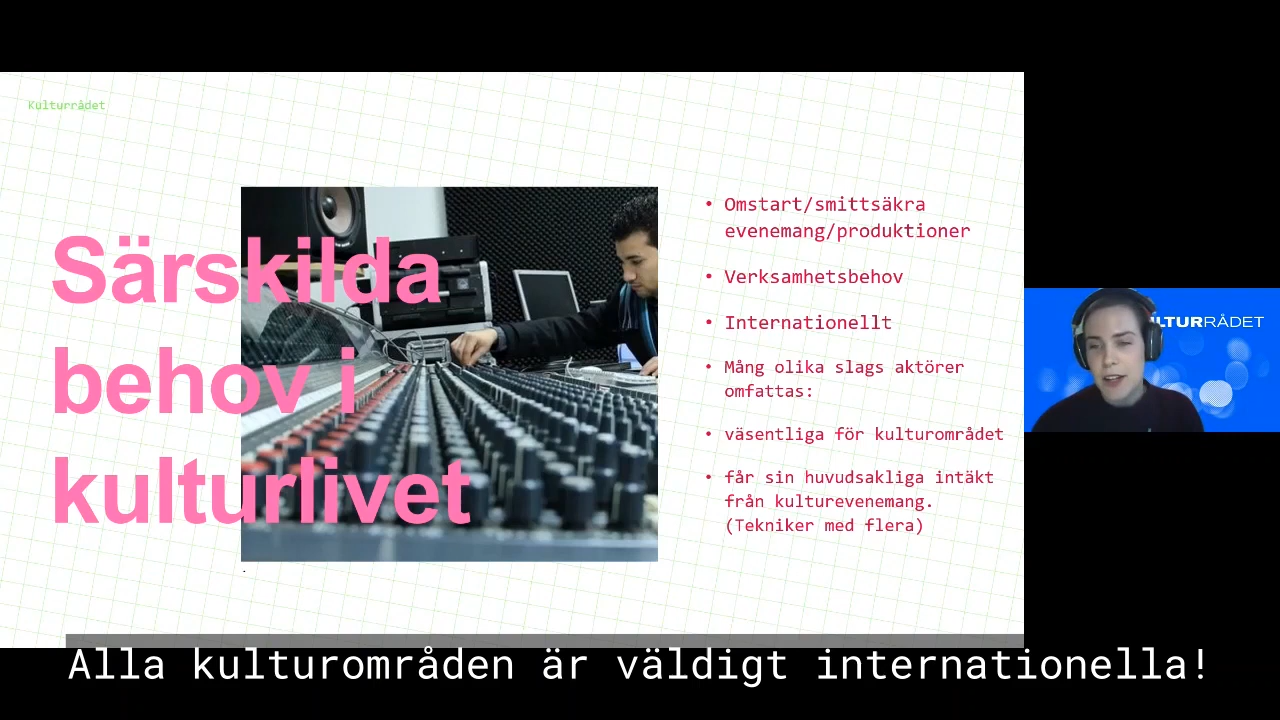 Kulturrådet
Särskilda
behov i
kulturlivet
• Omstart/smittsäkra
evenemang/produktioner
• Verksamhetsbehov
• Internationellt
• Mång olika slags aktörer
omfattas:
• väsentliga för kulturområdet
• får sin huvudsakliga intäkt
från kulturevenemang.
(Tekniker med flera)
LTURRÅDET
Alla kulturområden är väldigt internationella!